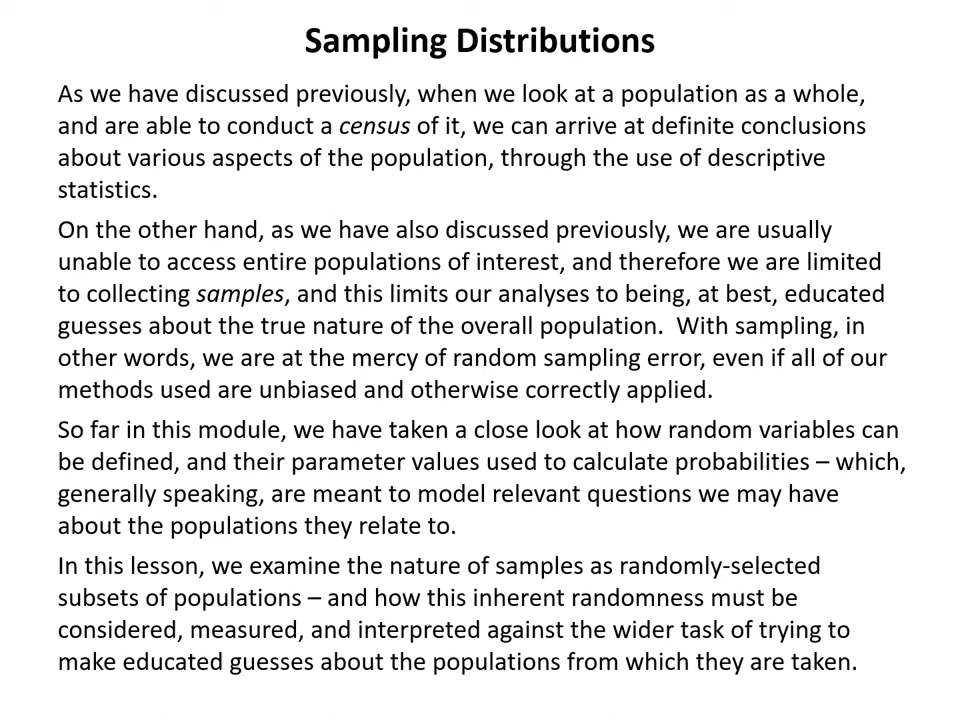 Sampling Distributions
As we have discussed previously, when we look at a population as a whole,
and are able to conduct a census of it, we can arrive at definite conclusions
about various aspects of the population, through the use of descriptive
statistics.
On the other hand, as we have also discussed previously, we are usually
unable to access entire populations of interest, and therefore we are limited
to collecting samples, and this limits our analyses to being, at best, educated
guesses about the true nature of the overall population.  With sampling, in
other words, we are at the mercy of random sampling error, even if all of our
methods used are unbiased and otherwise correctly applied.
So far in this module, we have taken a close look at how random variables can
be defined, and their parameter values used to calculate probabilities – which,
generally speaking, are meant to model relevant questions we may have
about the populations they relate to.
In this lesson, we examine the nature of samples as randomly-selected
subsets of populations – and how this inherent randomness must be
considered, measured, and interpreted against the wider task of trying to
make educated guesses about the populations from which they are taken.